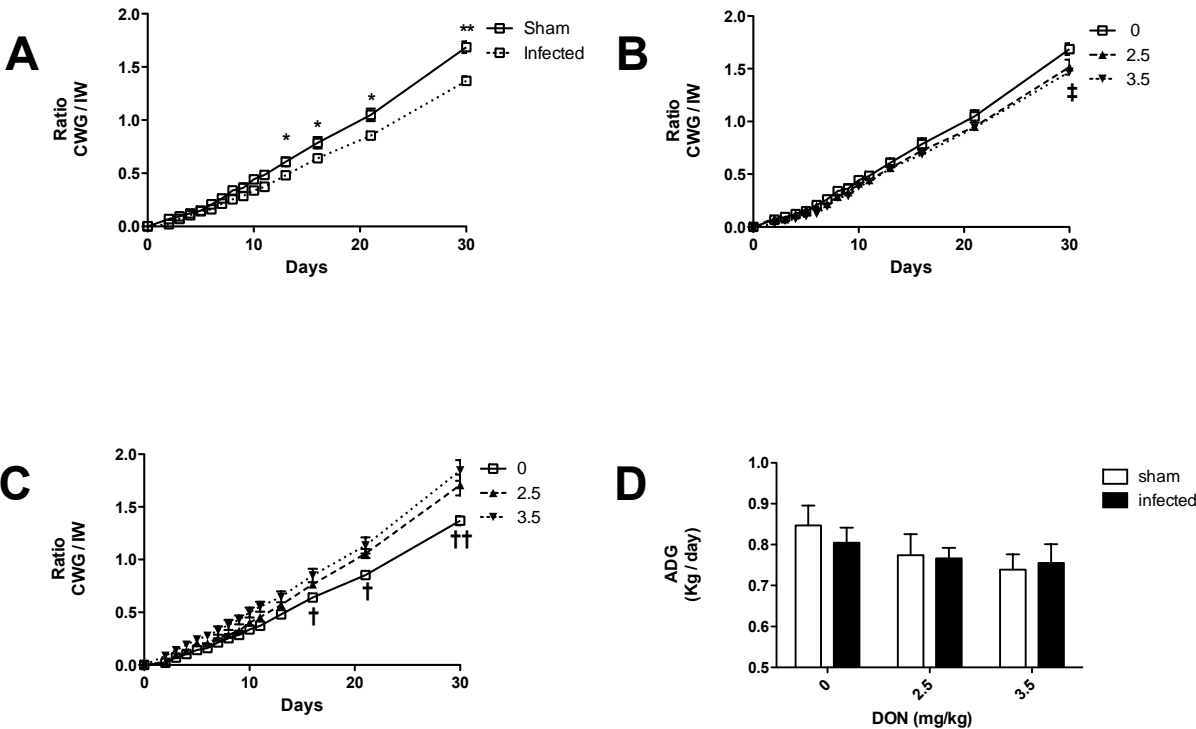 A
Ratio
CWG / IW
2.0
1.5
1.0
0.5
0.0
0
10
20
30
Days
*
*
*
**
Sham
Infected
B
Ratio
CWG / IW
2.0
1.5
1.0
0.5
0.0
0
10
20
30
Days
‡
0
2.5
3.5
C
Ratio
CWG / IW
2.0
1.5
1.0
0.5
0.0
0
10
20
30
Days
†
†
††
0
2.5
3.5
D
ADG
(Kg / day)
1.0
0.9
0.8
0.7
0.6
0.5
0
2.5
3.5
DON (mg/kg)
sham
infected